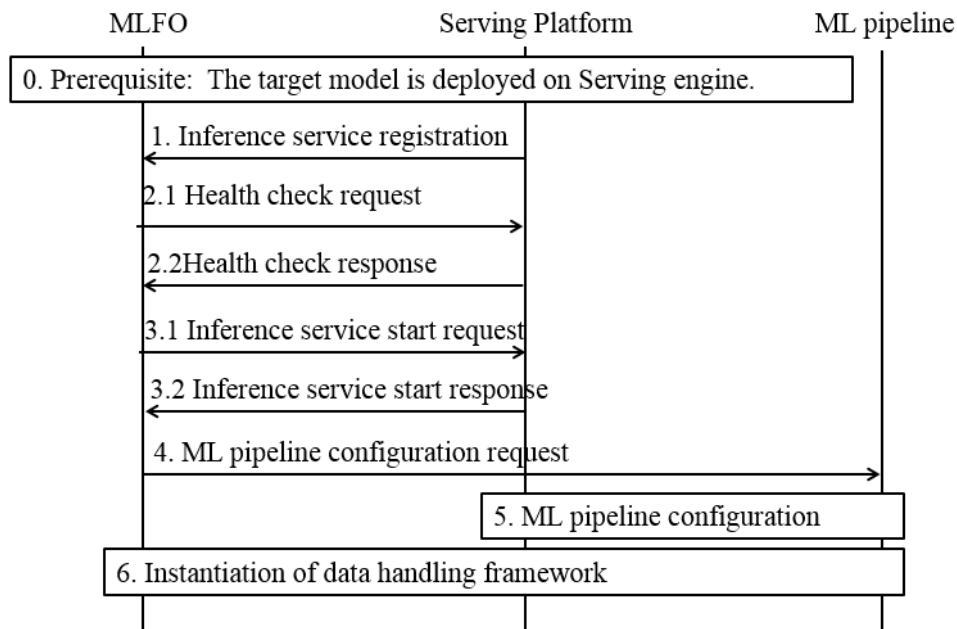 MLFO Serving Platform ML pipeline
0. Prerequisite: The target model is deployed on Serving engine.
1. Inference service registration
2.1 Health check request
2.2Health check response
3.1 Inference service start request
3.2 Inference service start response
4. ML pipeline configuration request
5. ML pipeline configuration
6. Instantiation of data handling framework